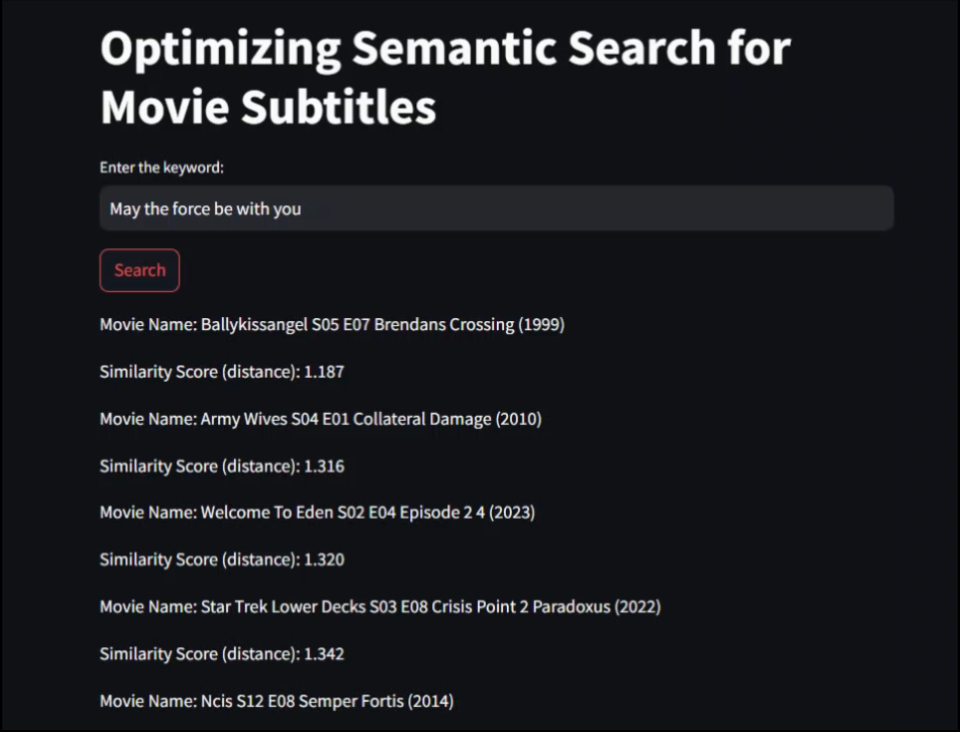 Optimizing Semantic Search for
Movie Subtitles
Enter the keyword:
May the force be with you
Search
Movie Name: Ballykissangel S05 E07 Brendans Crossing (1999)
Similarity Score (distance): 1.187
Movie Name: Army Wives S04 E01 Collateral Damage (2010)
Similarity Score (distance): 1.316
Movie Name: Welcome To Eden S02 E04 Episode 2 4 (2023)
Similarity Score (distance): 1.320
Movie Name: Star Trek Lower Decks S03 E08 Crisis Point 2 Paradoxus (2022)
Similarity Score (distance): 1.342
Movie Name: Ncis S12 E08 Semper Fortis (2014)